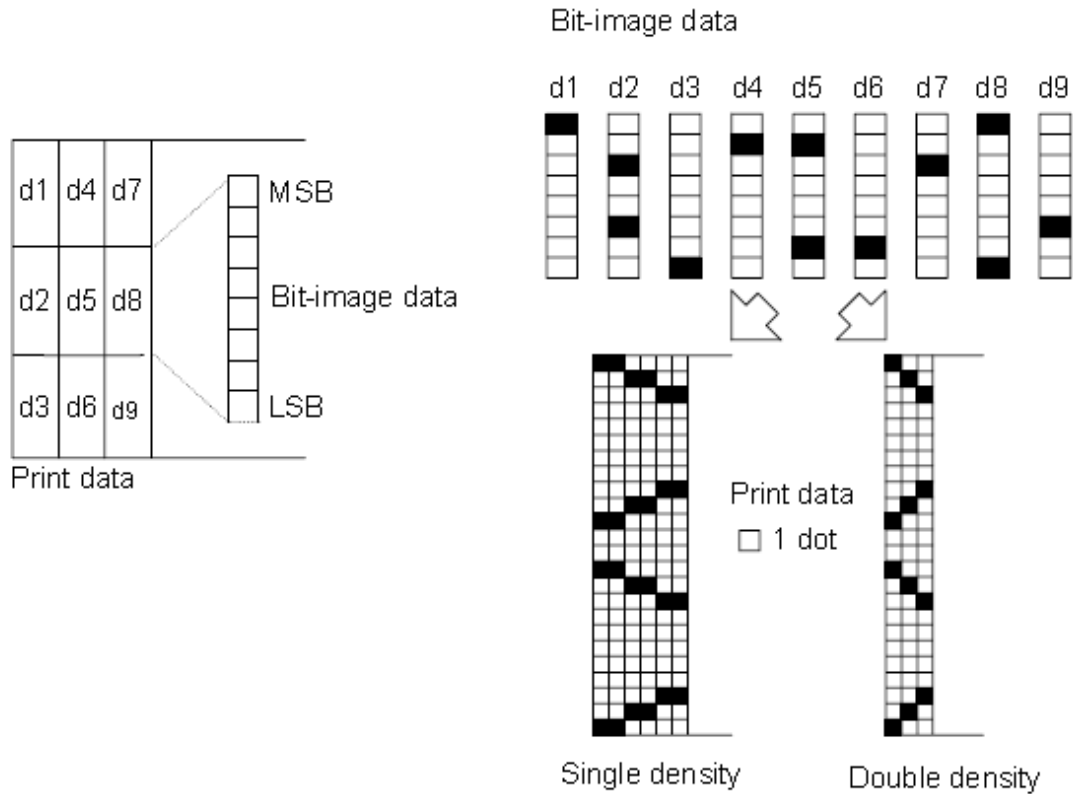 Bit-image data
d1 d2 d3 d4 d5 d6 d7 d8 d9
d1 d4 d7
d2 d5 d8
d3 d6 d9
MSB
Bit-image data
LSB
Print data
Print data
1 dot
Single density
Double density